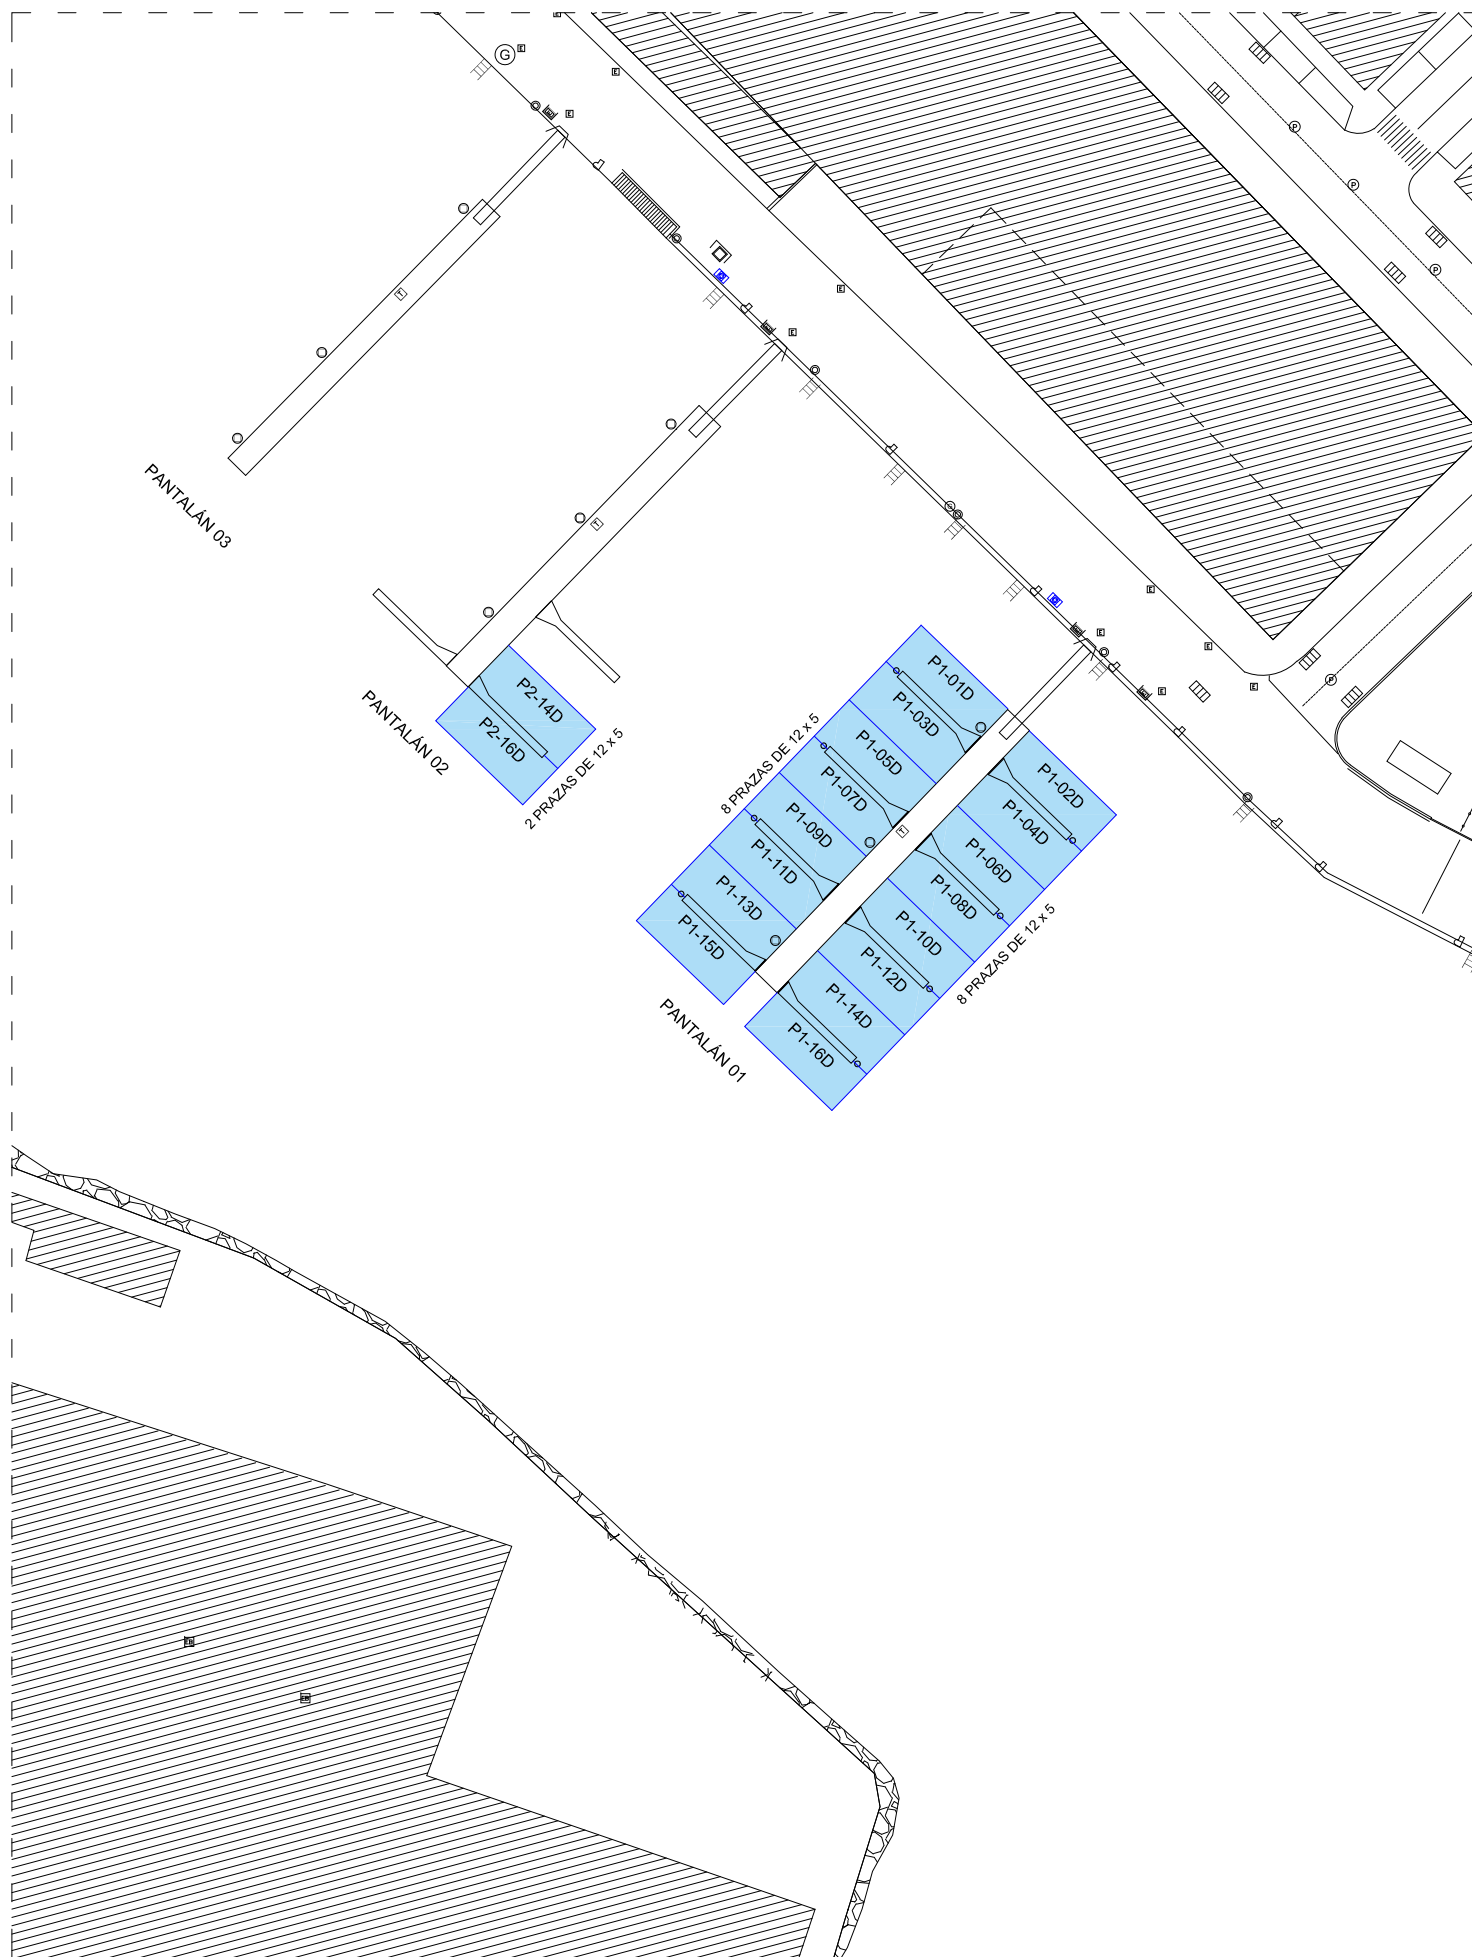 G
P
P
P
T
PANTALÁN 03
T
PANTALÁN 02
P2-14D
P2-16D
2 PRAZAS DE 12 x 5
P
8 PRAZAS DE 12 x 5
P1-01D
P1-03D
P1-05D
P1-07D
P1-09D
P1-11D
P1-13D
P1-15D
T
P1-02D
P1-04D
P1-06D
P1-08D
P1-10D
P1-12D
P1-14D
P1-16D
8 PRAZAS DE 12 x 5
PANTALÁN 01